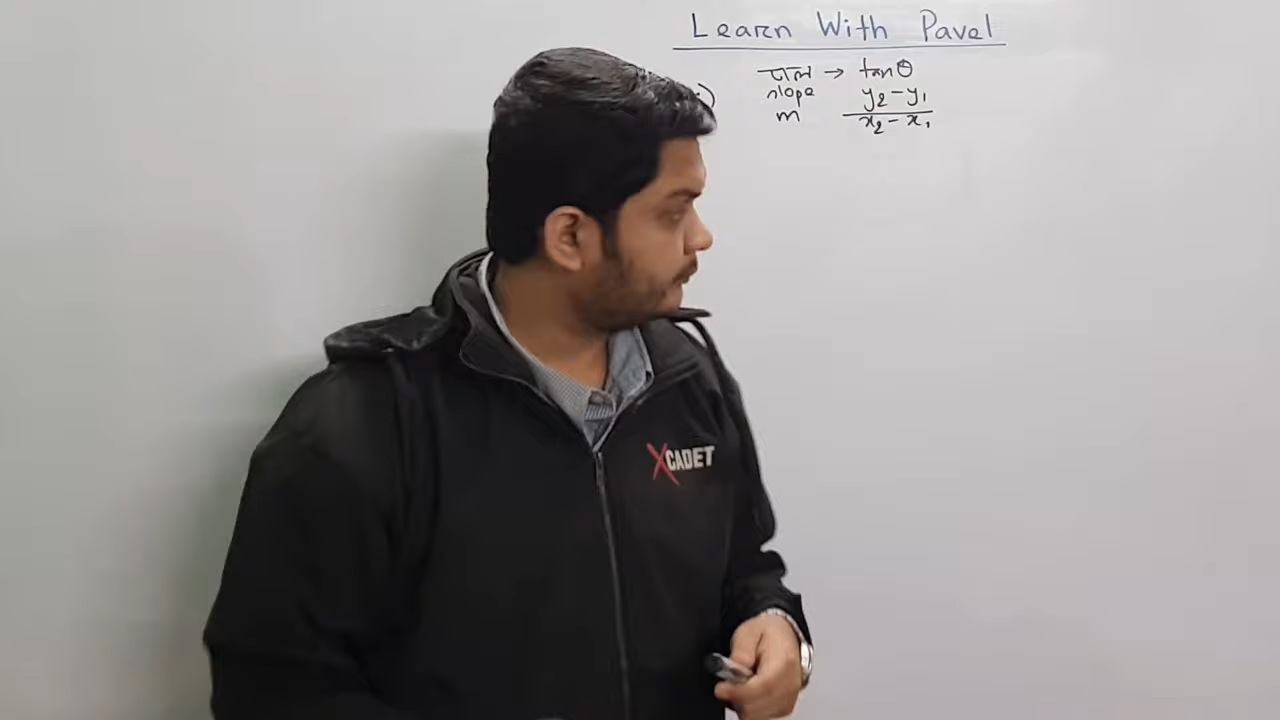 Learn With Pavel
ঢাল → tanθ
slope y₂-y₁
m x₂-x₁
XCADET